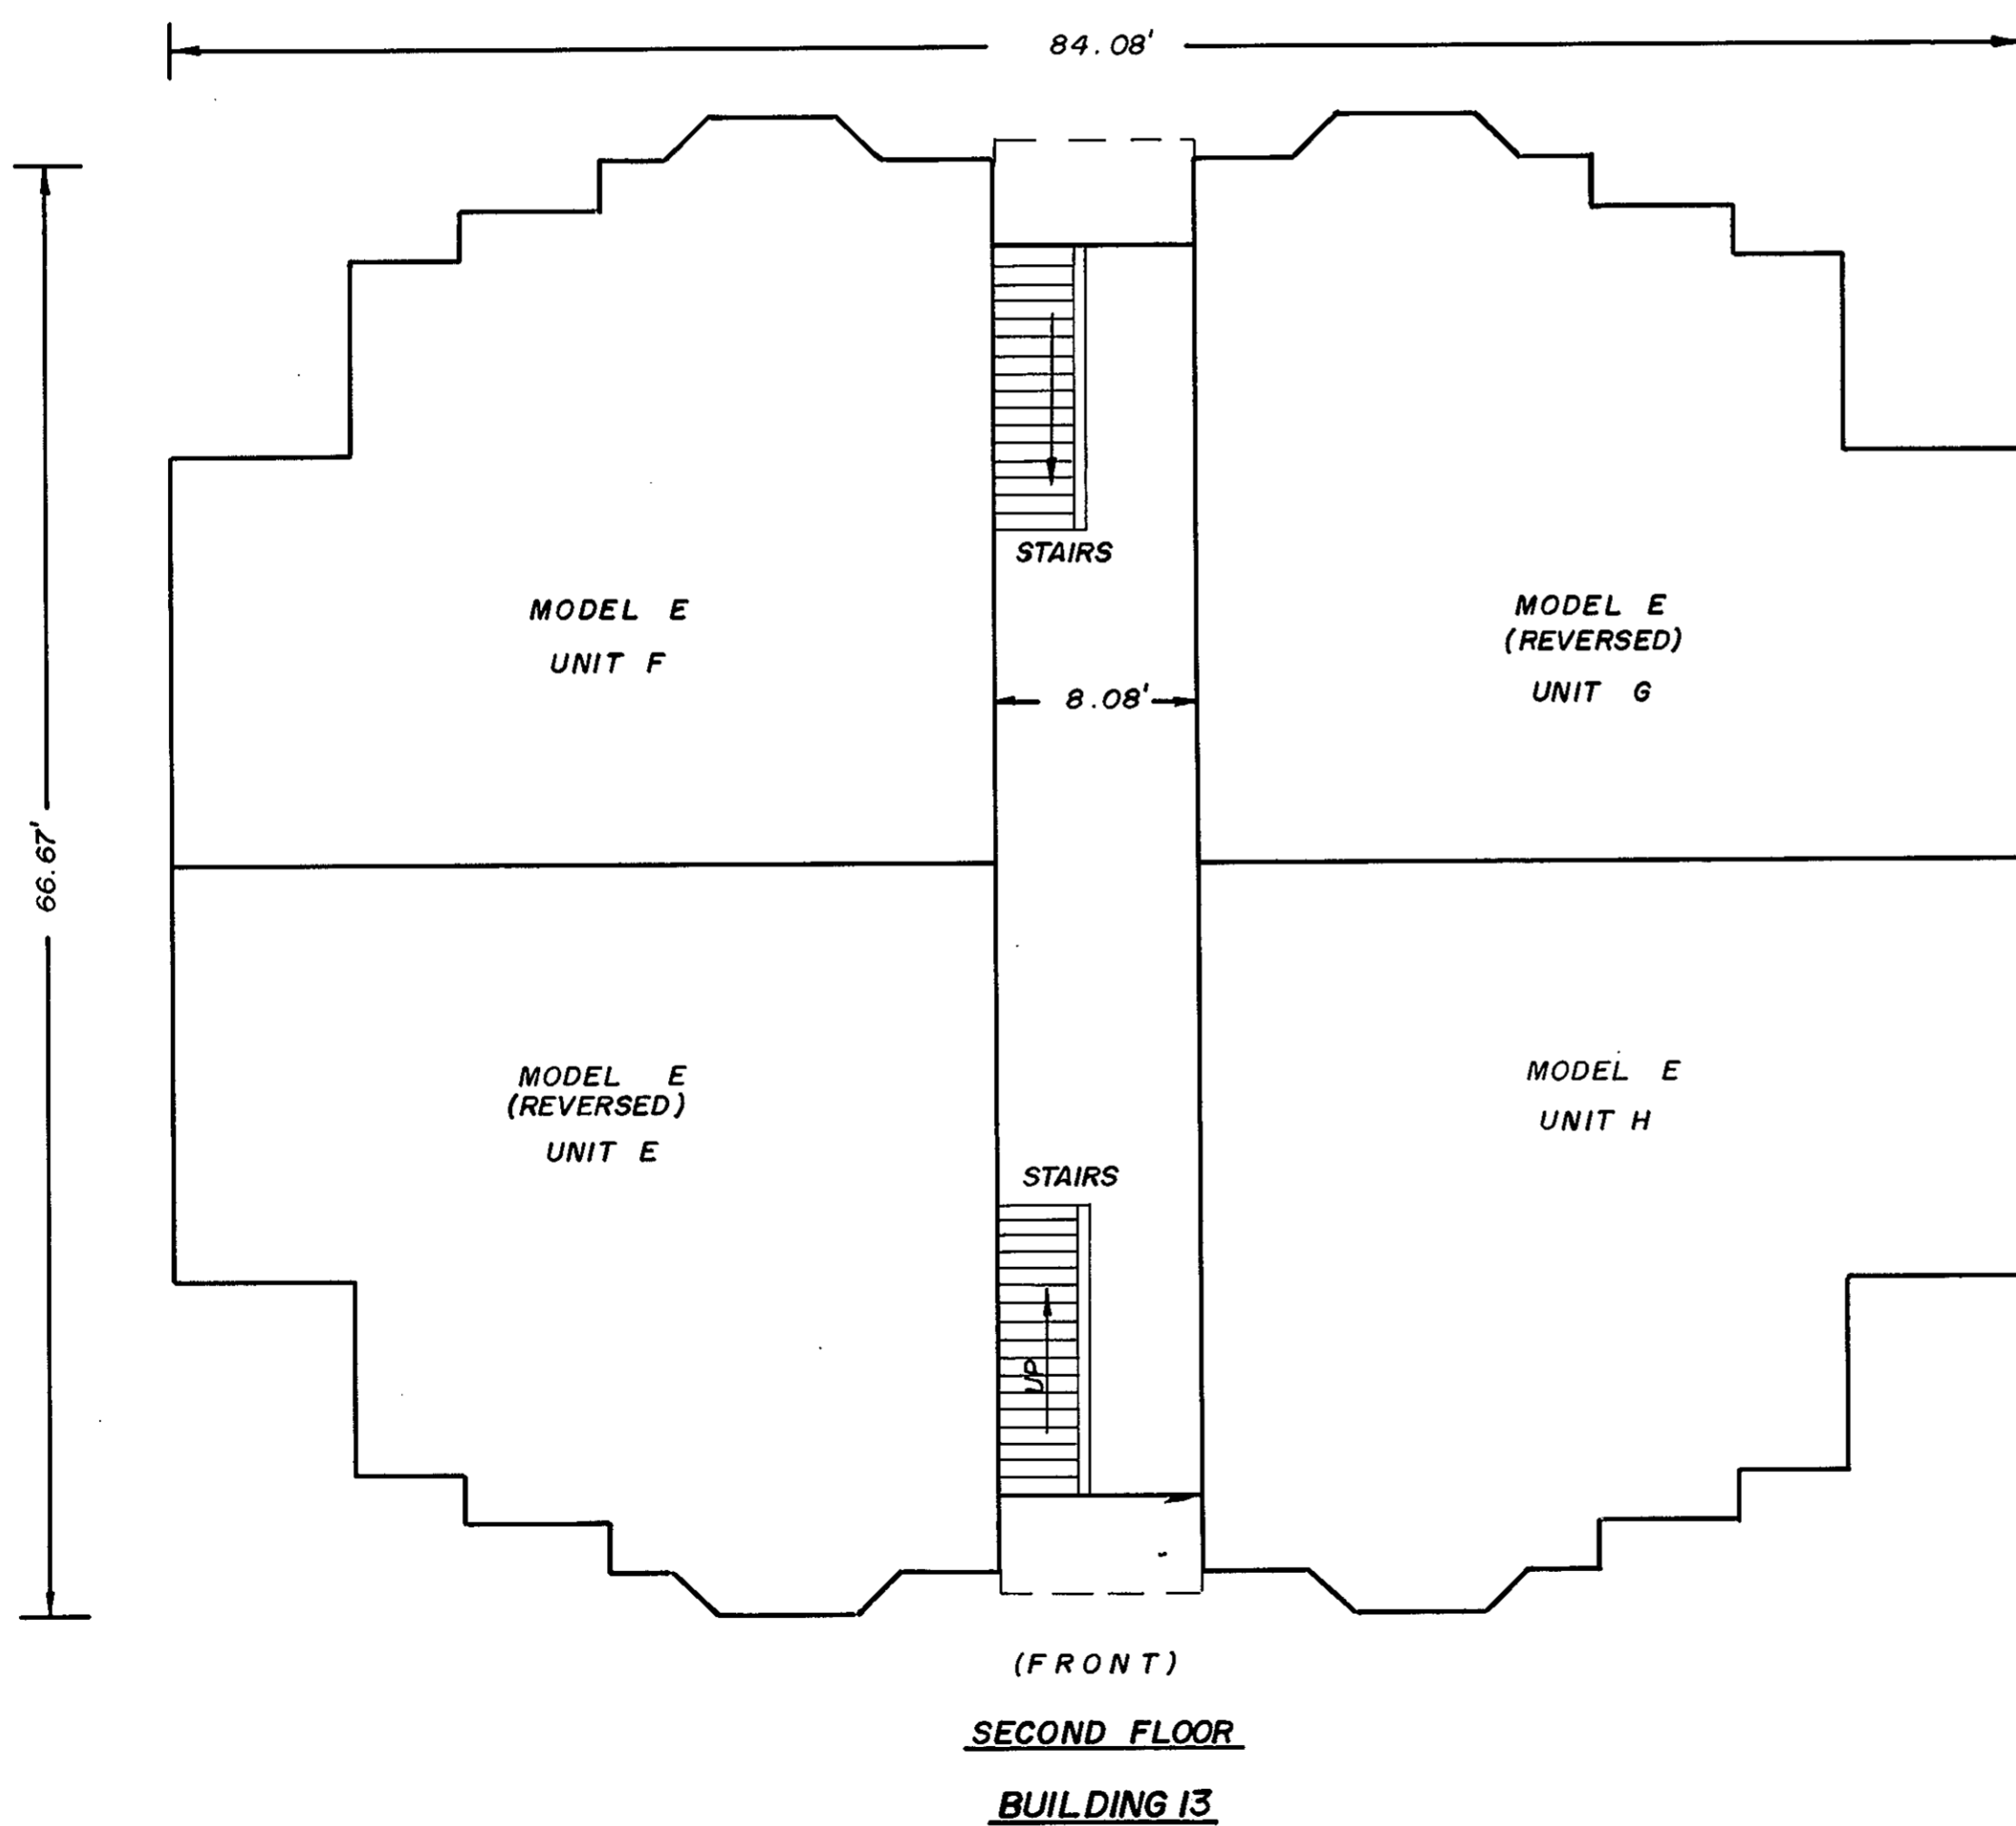 84.08'
STAIRS
MODEL E
UNIT F
MODEL E
(REVERSED)
UNIT G
8.08'
66.67'
MODEL E
(REVERSED)
UNIT E
MODEL E
UNIT H
STAIRS
UP
(FRONT)
SECOND FLOOR
BUILDING 13